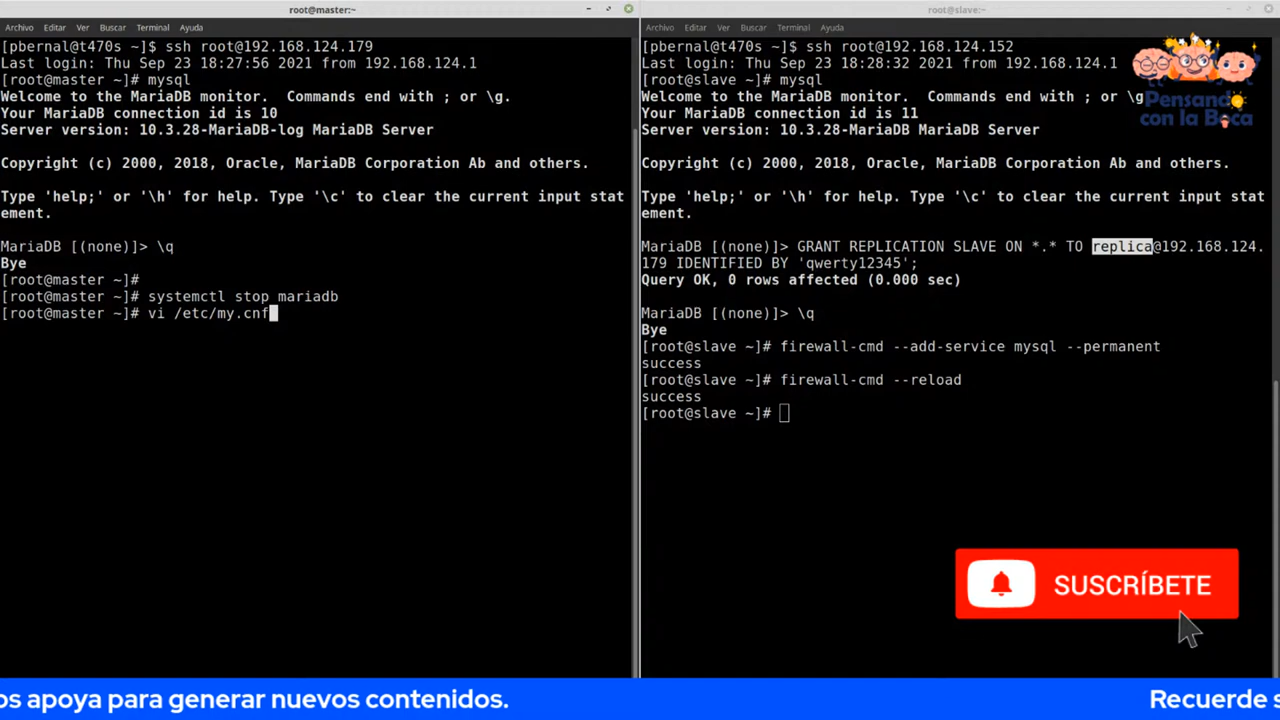 root@master:~
Archivo Editar Ver Buscar Terminal Ayuda
[pbernal@t470s ~]$ ssh root@192.168.124.179
Last login: Thu Sep 23 18:27:56 2021 from 192.168.124.1
[root@master ~]# mysql
Welcome to the MariaDB monitor.  Commands end with ; or \g.
Your MariaDB connection id is 10
Server version: 10.3.28-MariaDB-log MariaDB Server
Copyright (c) 2000, 2018, Oracle, MariaDB Corporation Ab and others.
Type 'help;' or '\h' for help. Type '\c' to clear the current input stat
ement.
MariaDB [(none)]> \q
Bye
[root@master ~]#
[root@master ~]# systemctl stop mariadb
[root@master ~]# vi /etc/my.cnf
root@slave:~
Archivo Editar Ver Buscar Terminal Ayuda
[pbernal@t470s ~]$ ssh root@192.168.124.152
Last login: Thu Sep 23 18:28:32 2021 from 192.168.124.1
[root@slave ~]# mysql
Welcome to the MariaDB monitor.  Commands end with ; or \g
Your MariaDB connection id is 11
Server version: 10.3.28-MariaDB MariaDB Server
Copyright (c) 2000, 2018, Oracle, MariaDB Corporation Ab and others.
Type 'help;' or '\h' for help. Type '\c' to clear the current input stat
ement.
MariaDB [(none)]> GRANT REPLICATION SLAVE ON *.* TO replica@192.168.124.
179 IDENTIFIED BY 'qwerty12345';
Query OK, 0 rows affected (0.000 sec)
MariaDB [(none)]> \q
Bye
[root@slave ~]# firewall-cmd --add-service mysql --permanent
success
[root@slave ~]# firewall-cmd --reload
success
[root@slave ~]#
Pensando
con la Boca
SUSCRÍBETE
os apoya para generar nuevos contenidos.
Recuerde s